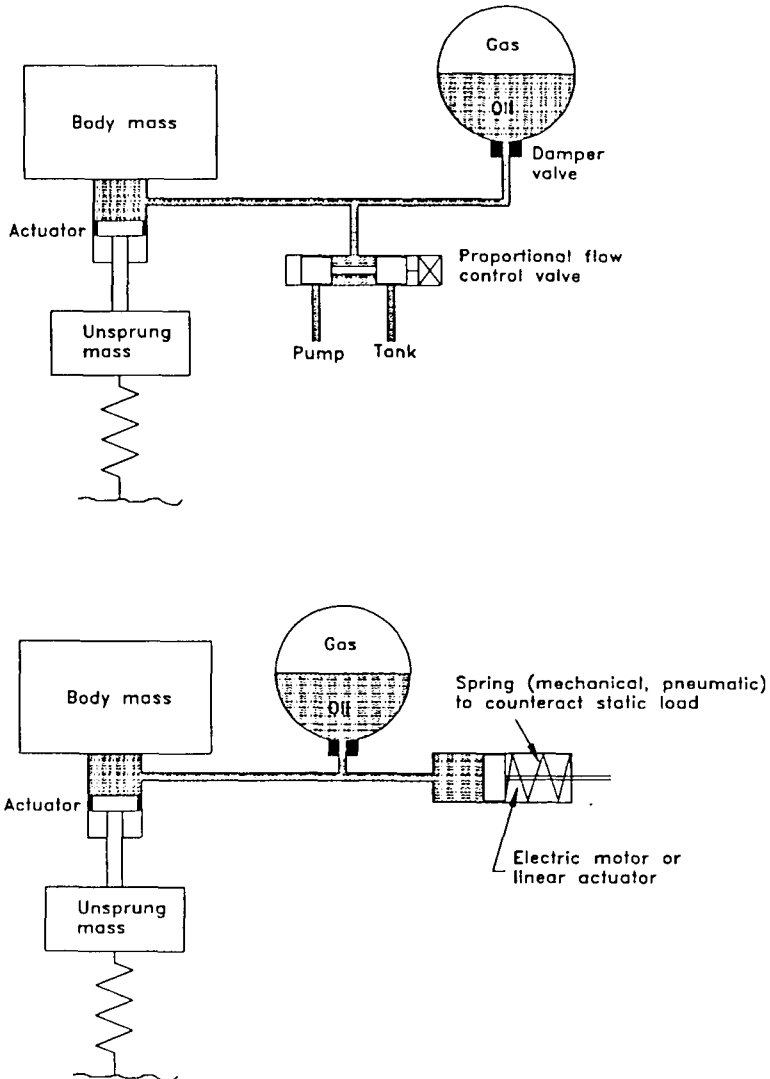 Gas
Oil
Body mass
Damper
valve
Actuator
Proportional flow
control valve
Unsprung
mass
Pump
Tank
Gas
Oil
Body mass
Spring (mechanical, pneumatic)
to counteract static load
Actuator
Electric motor or
linear actuator
Unsprung
mass